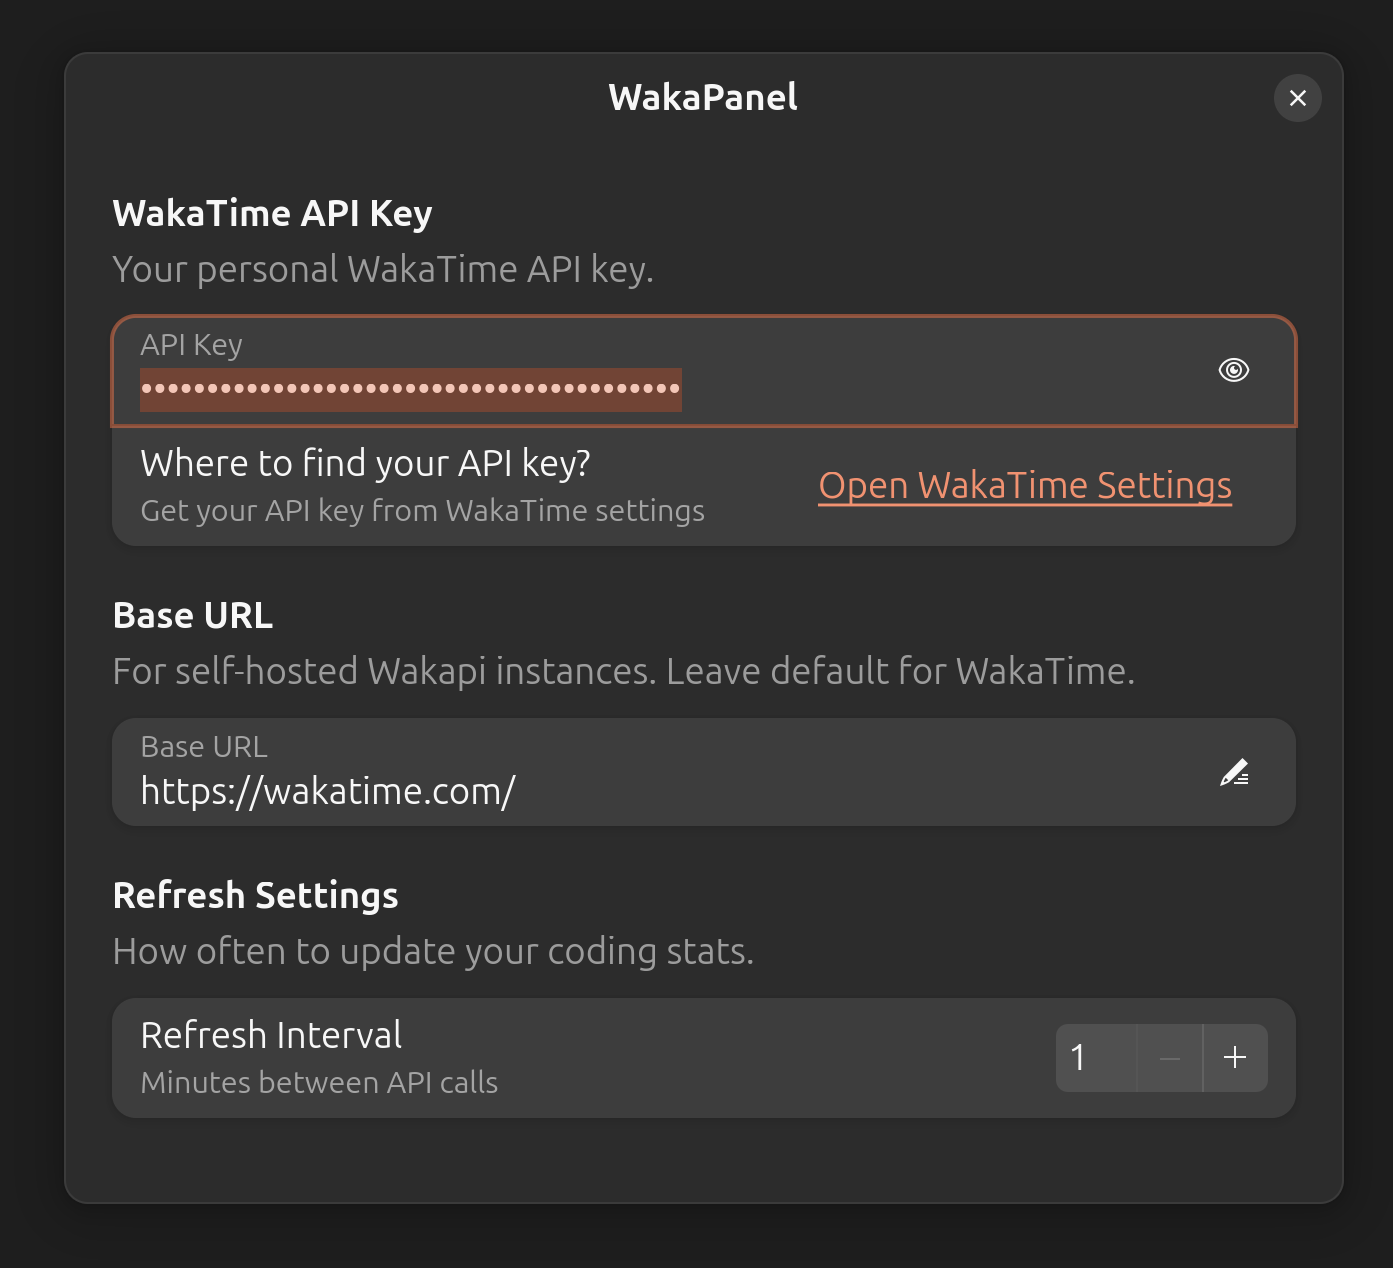 WakaPanel
WakaTime API Key
Your personal WakaTime API key.
API Key
•••••••••••••••••••••••••••••••••••••••••
Where to find your API key?
Get your API key from WakaTime settings
Open WakaTime Settings
Base URL
For self-hosted Wakapi instances. Leave default for WakaTime.
Base URL
https://wakatime.com/
Refresh Settings
How often to update your coding stats.
Refresh Interval
Minutes between API calls
1